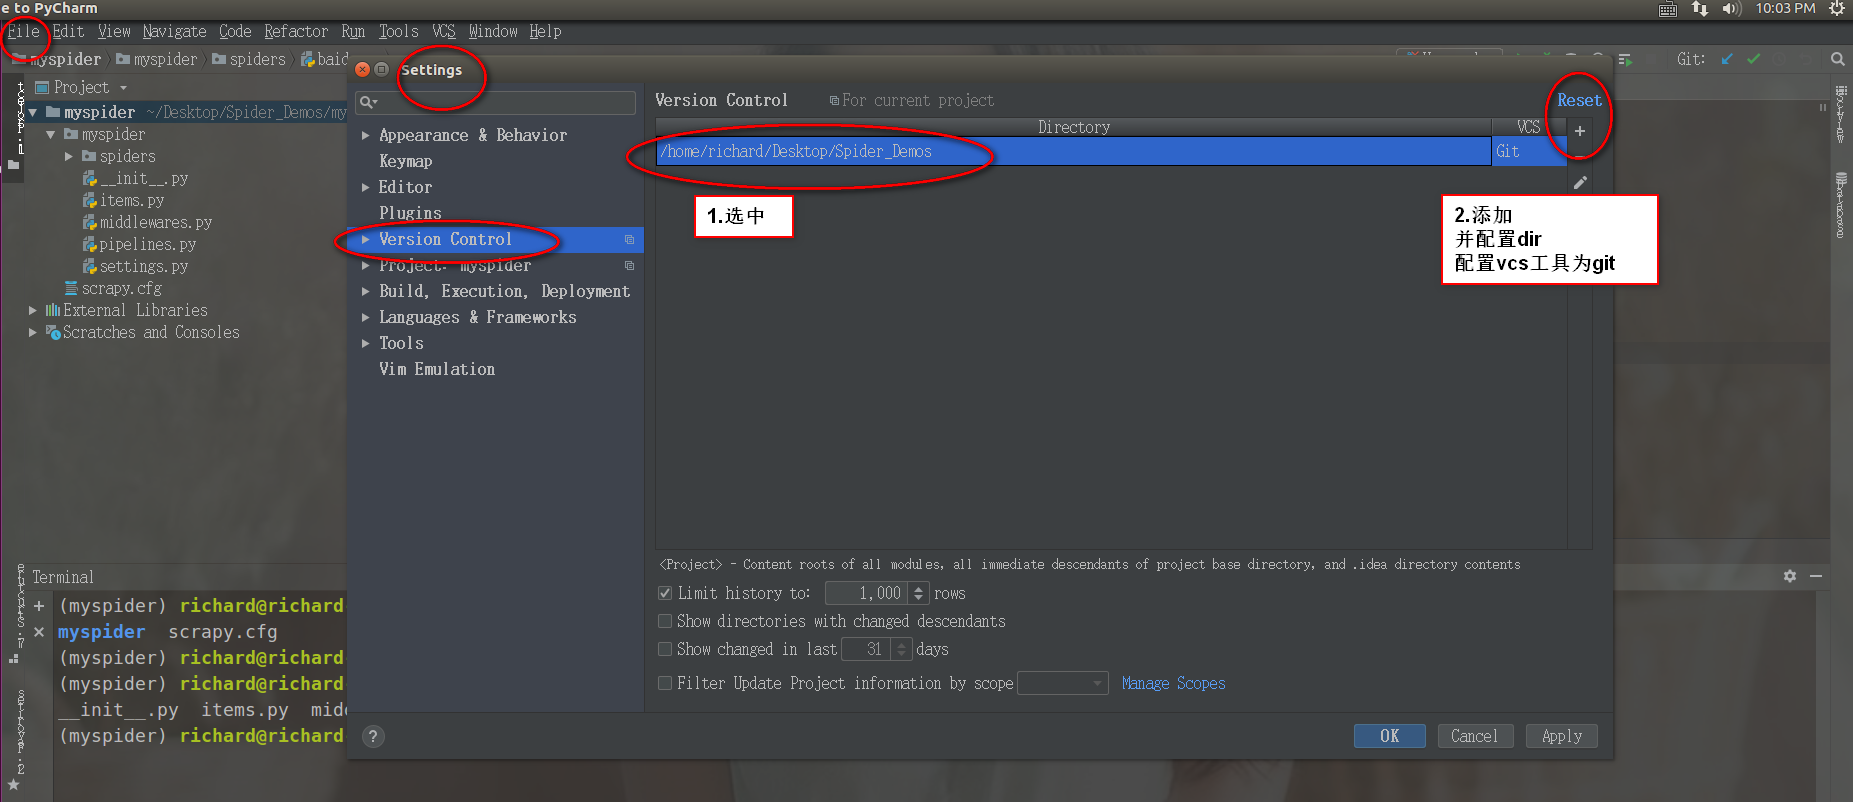 e to PyCharm
10:03 PM
File Edit View Navigate Code Refactor Run Tools VCS Window Help
myspider myspider spiders baid
Git:
Settings
Project
myspider ~/Desktop/Spider_Demos/my
myspider
spiders
__init__.py
items.py
middlewares.py
pipelines.py
settings.py
scrapy.cfg
External Libraries
Scratches and Consoles
Appearance & Behavior
Keymap
Editor
Plugins
Version Control
Project: myspider
Build, Execution, Deployment
Languages & Frameworks
Tools
Vim Emulation
Version Control For current project
Reset
Directory VCS
/home/richard/Desktop/Spider_Demos Git
1.选中
2.添加
并配置dir
配置vcs工具为git
<Project> - Content roots of all modules, all immediate descendants of project base directory, and .idea directory contents
Limit history to: 1,000 rows
Show directories with changed descendants
Show changed in last 31 days
Filter Update Project information by scope Manage Scopes
OK Cancel Apply
Terminal
(myspider) richard@richard
myspider scrapy.cfg
(myspider) richard@richard
(myspider) richard@richard
__init__.py items.py midd
(myspider) richard@richard